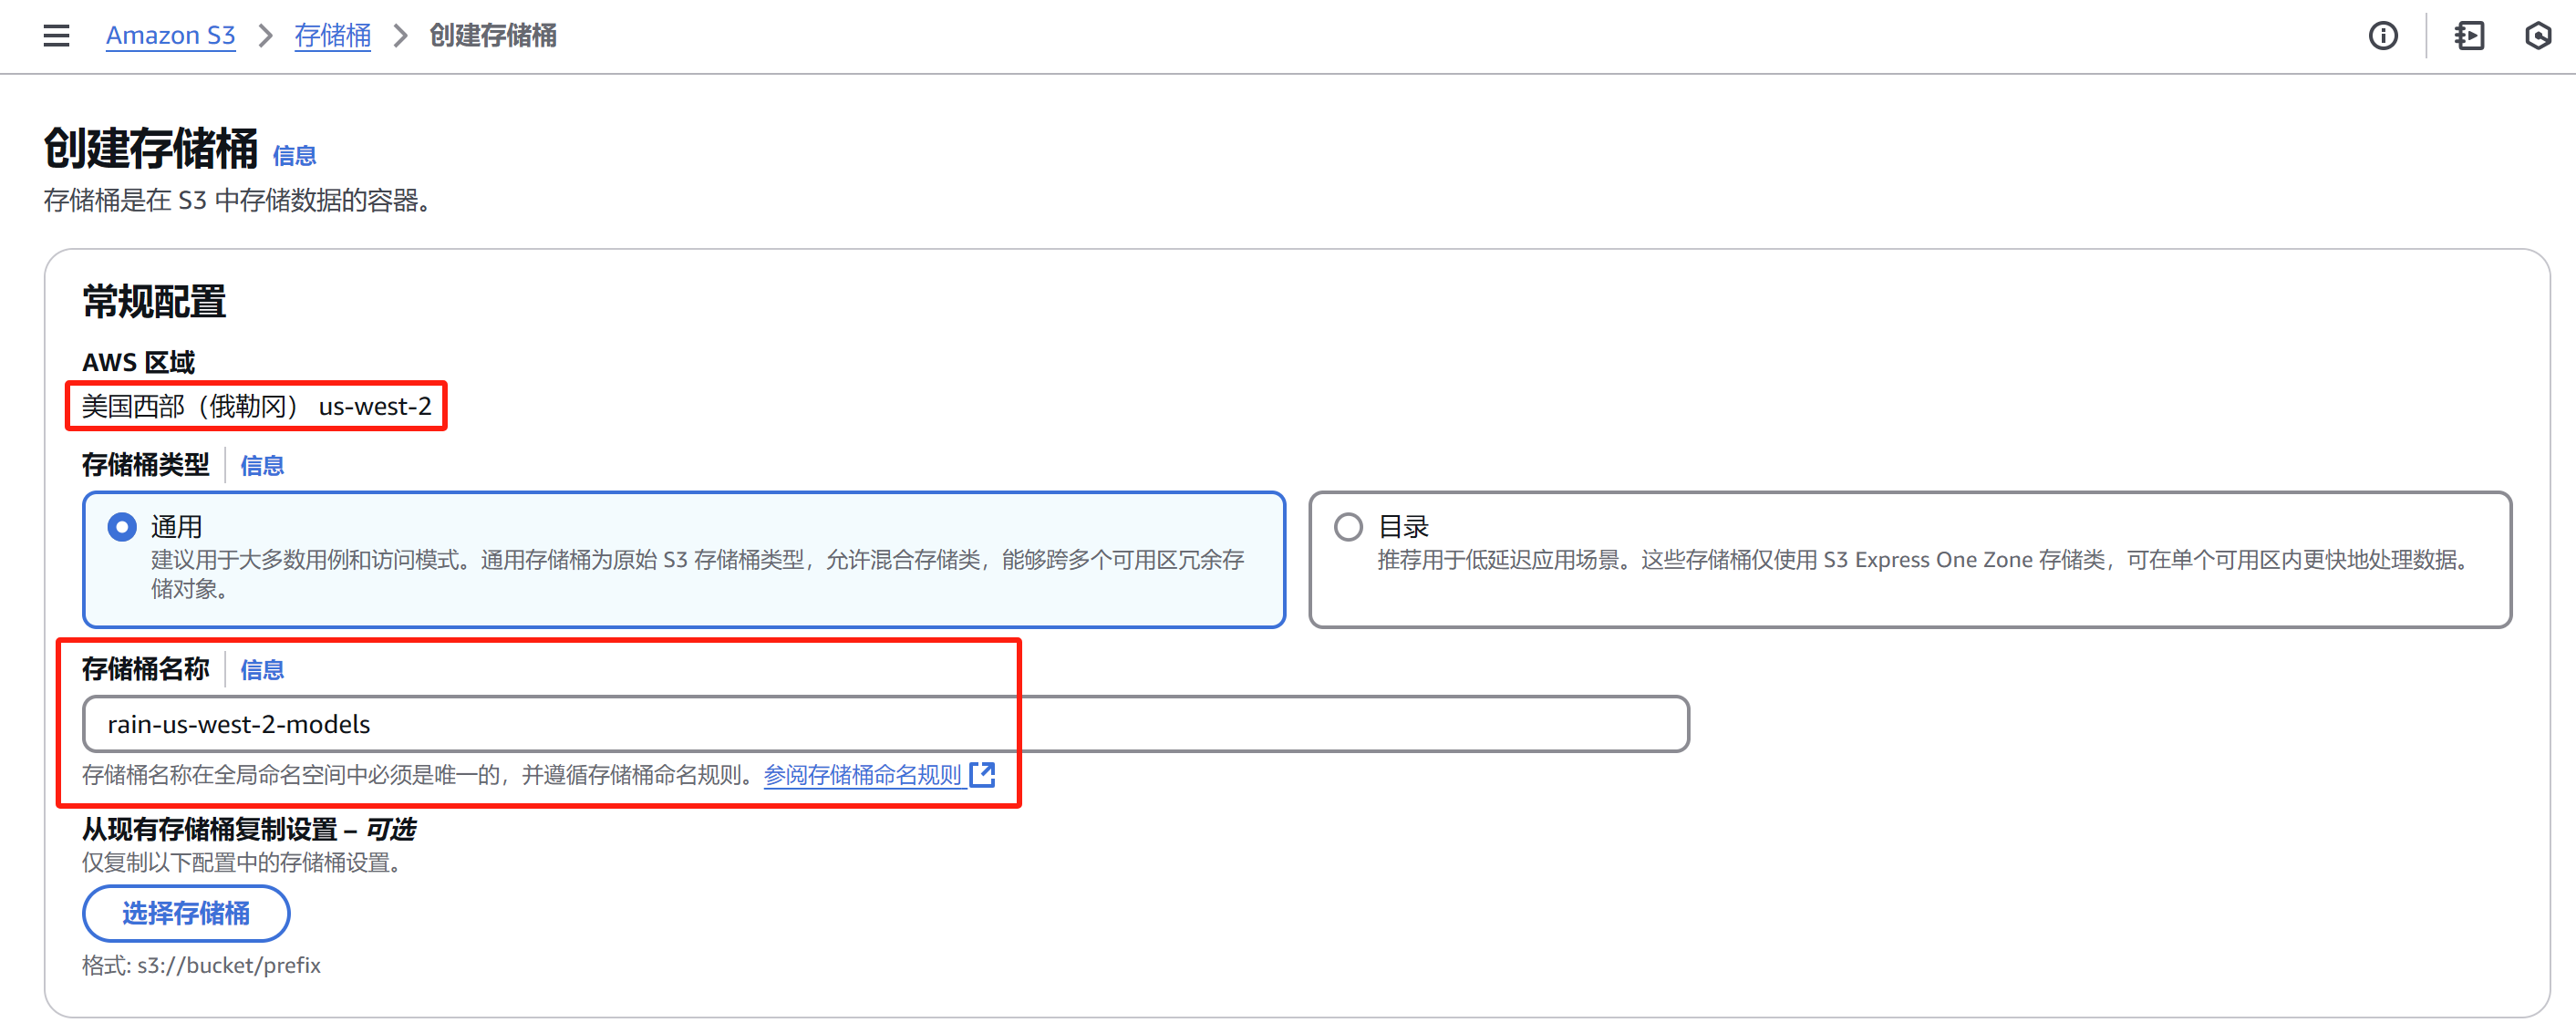 Amazon S3 > 存储桶 > 创建存储桶
创建存储桶 信息
存储桶是在 S3 中存储数据的容器。
常规配置
AWS 区域
美国西部（俄勒冈） us-west-2
存储桶类型 信息
通用
建议用于大多数用例和访问模式。通用存储桶为原始 S3 存储桶类型，允许混合存储类，能够跨多个可用区冗余存
储对象。
目录
推荐用于低延迟应用场景。这些存储桶仅使用 S3 Express One Zone 存储类，可在单个可用区内更快地处理数据。
存储桶名称 信息
rain-us-west-2-models
存储桶名称在全局命名空间中必须是唯一的，并遵循存储桶命名规则。参阅存储桶命名规则
从现有存储桶复制设置 – 可选
仅复制以下配置中的存储桶设置。
选择存储桶
格式: s3://bucket/prefix